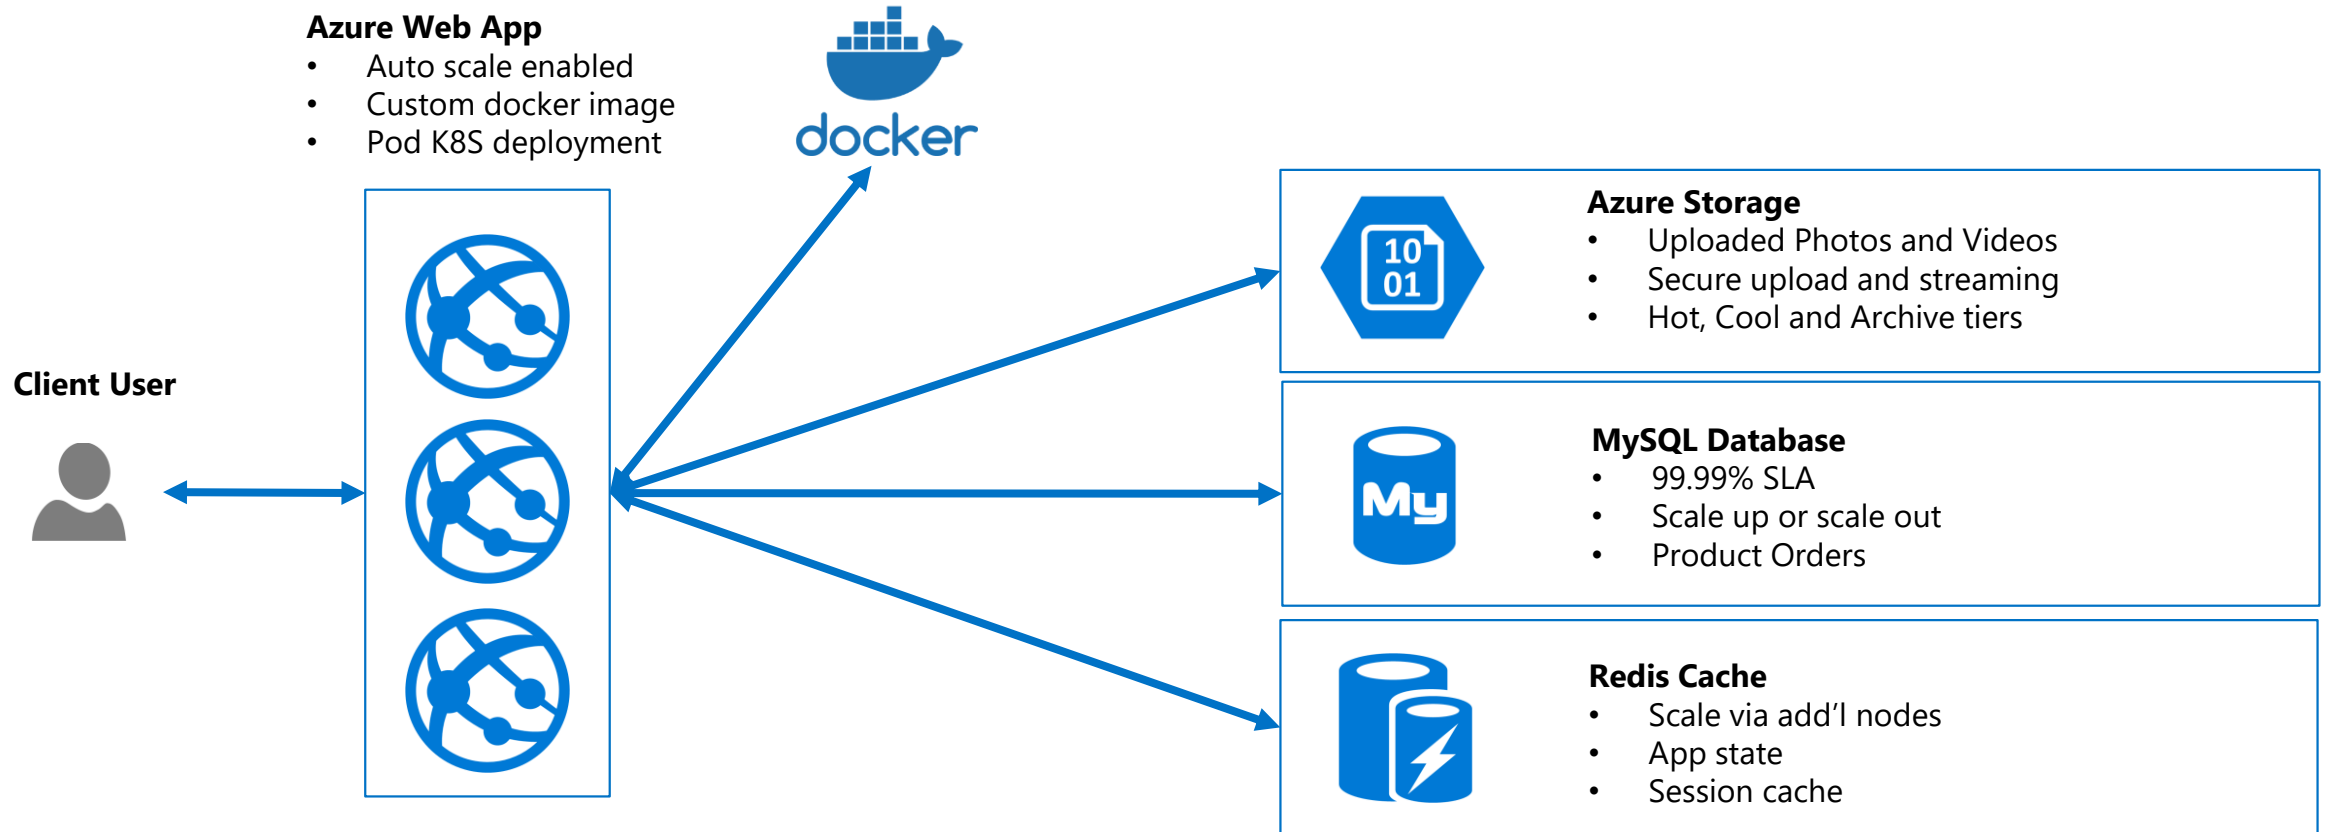 Azure Web App
• Auto scale enabled
• Custom docker image
• Pod K8S deployment
docker
Client User
10
01
Azure Storage
• Uploaded Photos and Videos
• Secure upload and streaming
• Hot, Cool and Archive tiers
My
MySQL Database
• 99.99% SLA
• Scale up or scale out
• Product Orders
Redis Cache
• Scale via add’l nodes
• App state
• Session cache